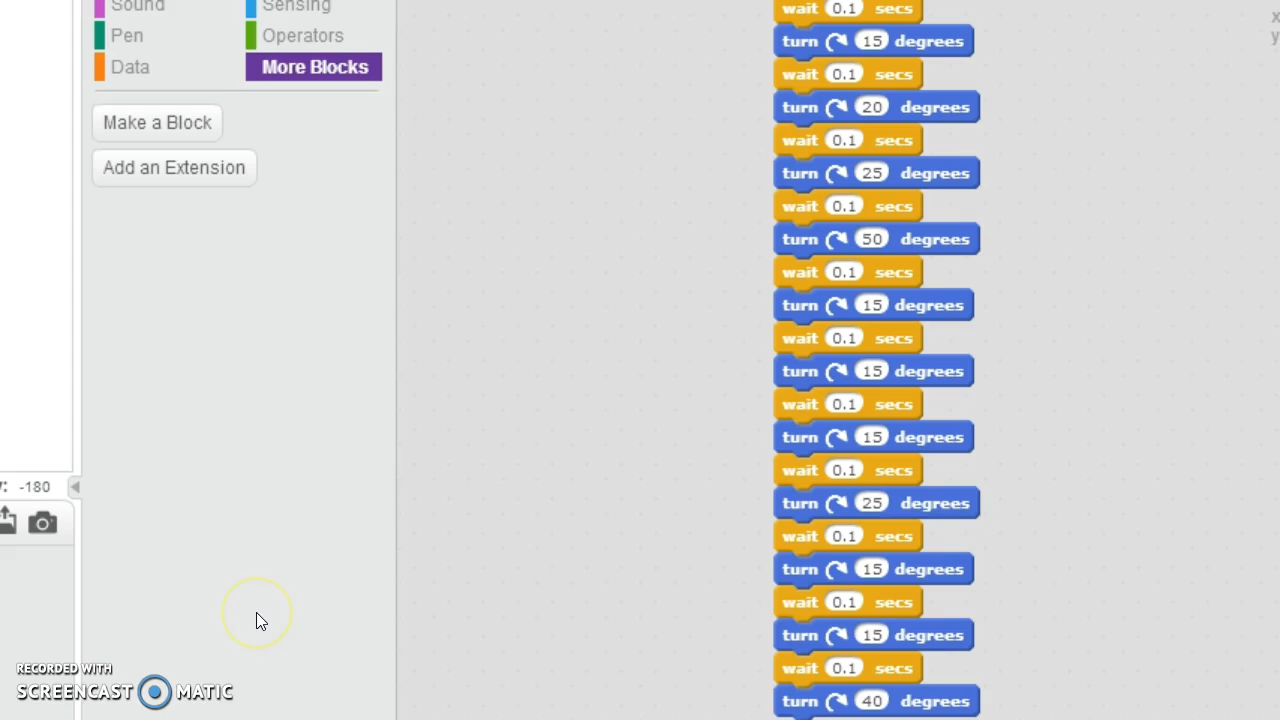 Sound Sensing
Pen Operators
Data More Blocks
Make a Block
Add an Extension
wait 0.1 secs
turn 15 degrees
wait 0.1 secs
turn 20 degrees
wait 0.1 secs
turn 25 degrees
wait 0.1 secs
turn 50 degrees
wait 0.1 secs
turn 15 degrees
wait 0.1 secs
turn 15 degrees
wait 0.1 secs
turn 15 degrees
wait 0.1 secs
turn 25 degrees
wait 0.1 secs
turn 15 degrees
wait 0.1 secs
turn 15 degrees
wait 0.1 secs
turn 40 degrees
x
y
: -180
RECORDED WITH
SCREENCAST MATIC